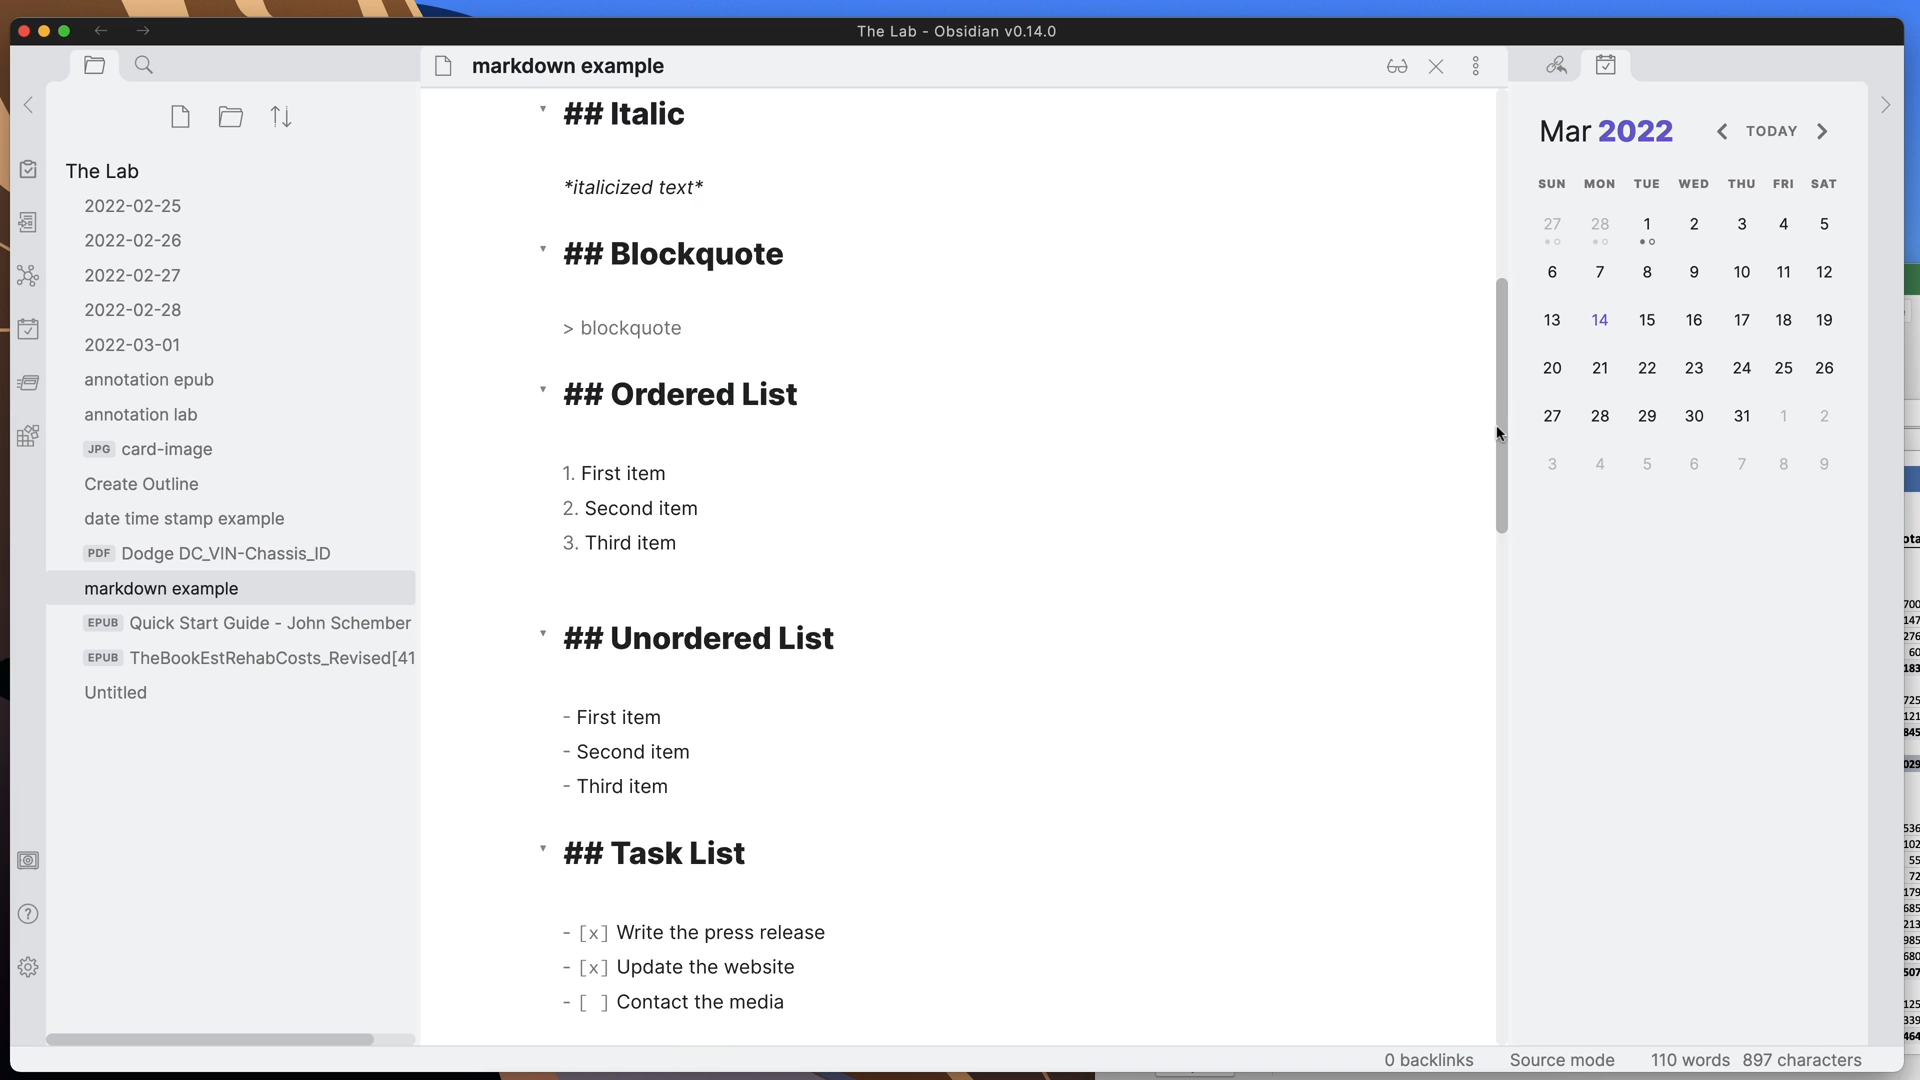 The Lab - Obsidian v0.14.0
markdown example
The Lab
2022-02-25
2022-02-26
2022-02-27
2022-02-28
2022-03-01
annotation epub
annotation lab
JPG card-image
Create Outline
date time stamp example
PDF Dodge DC_VIN-Chassis_ID
markdown example
EPUB Quick Start Guide - John Schember
EPUB TheBookEstRehabCosts_Revised[41
Untitled
## Italic
*italicized text*
## Blockquote
> blockquote
## Ordered List
1. First item
2. Second item
3. Third item
## Unordered List
- First item
- Second item
- Third item
## Task List
- [x] Write the press release
- [x] Update the website
- [ ] Contact the media
Mar 2022 TODAY
SUN MON TUE WED THU FRI SAT
27 28 1 2 3 4 5
6 7 8 9 10 11 12
13 14 15 16 17 18 19
20 21 22 23 24 25 26
27 28 29 30 31 1 2
3 4 5 6 7 8 9
0 backlinks Source mode 110 words 897 characters